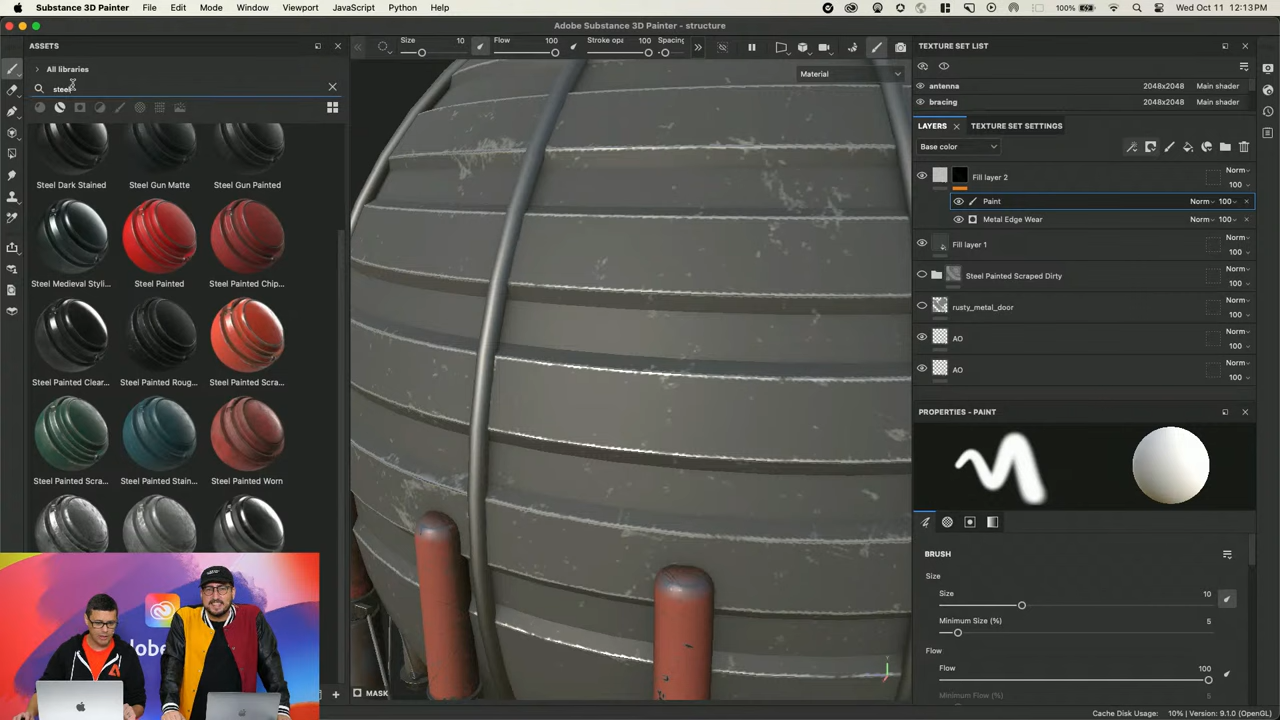 Substance 3D Painter File Edit Mode Window Viewport JavaScript Python Help 100% Wed Oct 11 12:13 PM
Adobe Substance 3D Painter - structure
ASSETS
All libraries
steel
Steel Dark Stained Steel Gun Matte Steel Gun Painted
Steel Medieval Styli... Steel Painted Steel Painted Chip...
Steel Painted Clear... Steel Painted Roug... Steel Painted Scra...
Steel Painted Scra... Steel Painted Stain... Steel Painted Worn
Size 10 Flow 100 Stroke opa 100 Spacing
Material
MASK
TEXTURE SET LIST
antenna 2048x2048 Main shader
bracing 2048x2048 Main shader
LAYERS TEXTURE SET SETTINGS
Base color
Fill layer 2 Norm 100
Paint Norm 100
Metal Edge Wear Norm 100
Fill layer 1 Norm 100
Steel Painted Scraped Dirty Norm 100
rusty_metal_door Norm 100
AO Norm 100
AO Norm 100
PROPERTIES - PAINT
BRUSH
Size
Size 10
Minimum Size (%) 5
Flow
Flow 100
Minimum Flow (%) 5
Cache Disk Usage: 10% | Version: 9.1.0 (OpenGL)